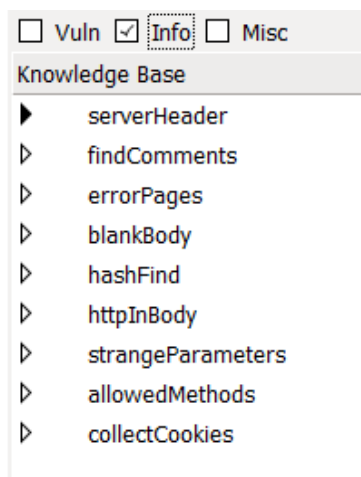 Vuln Info Misc
Knowledge Base
serverHeader
findComments
errorPages
blankBody
hashFind
httpInBody
strangeParameters
allowedMethods
collectCookies